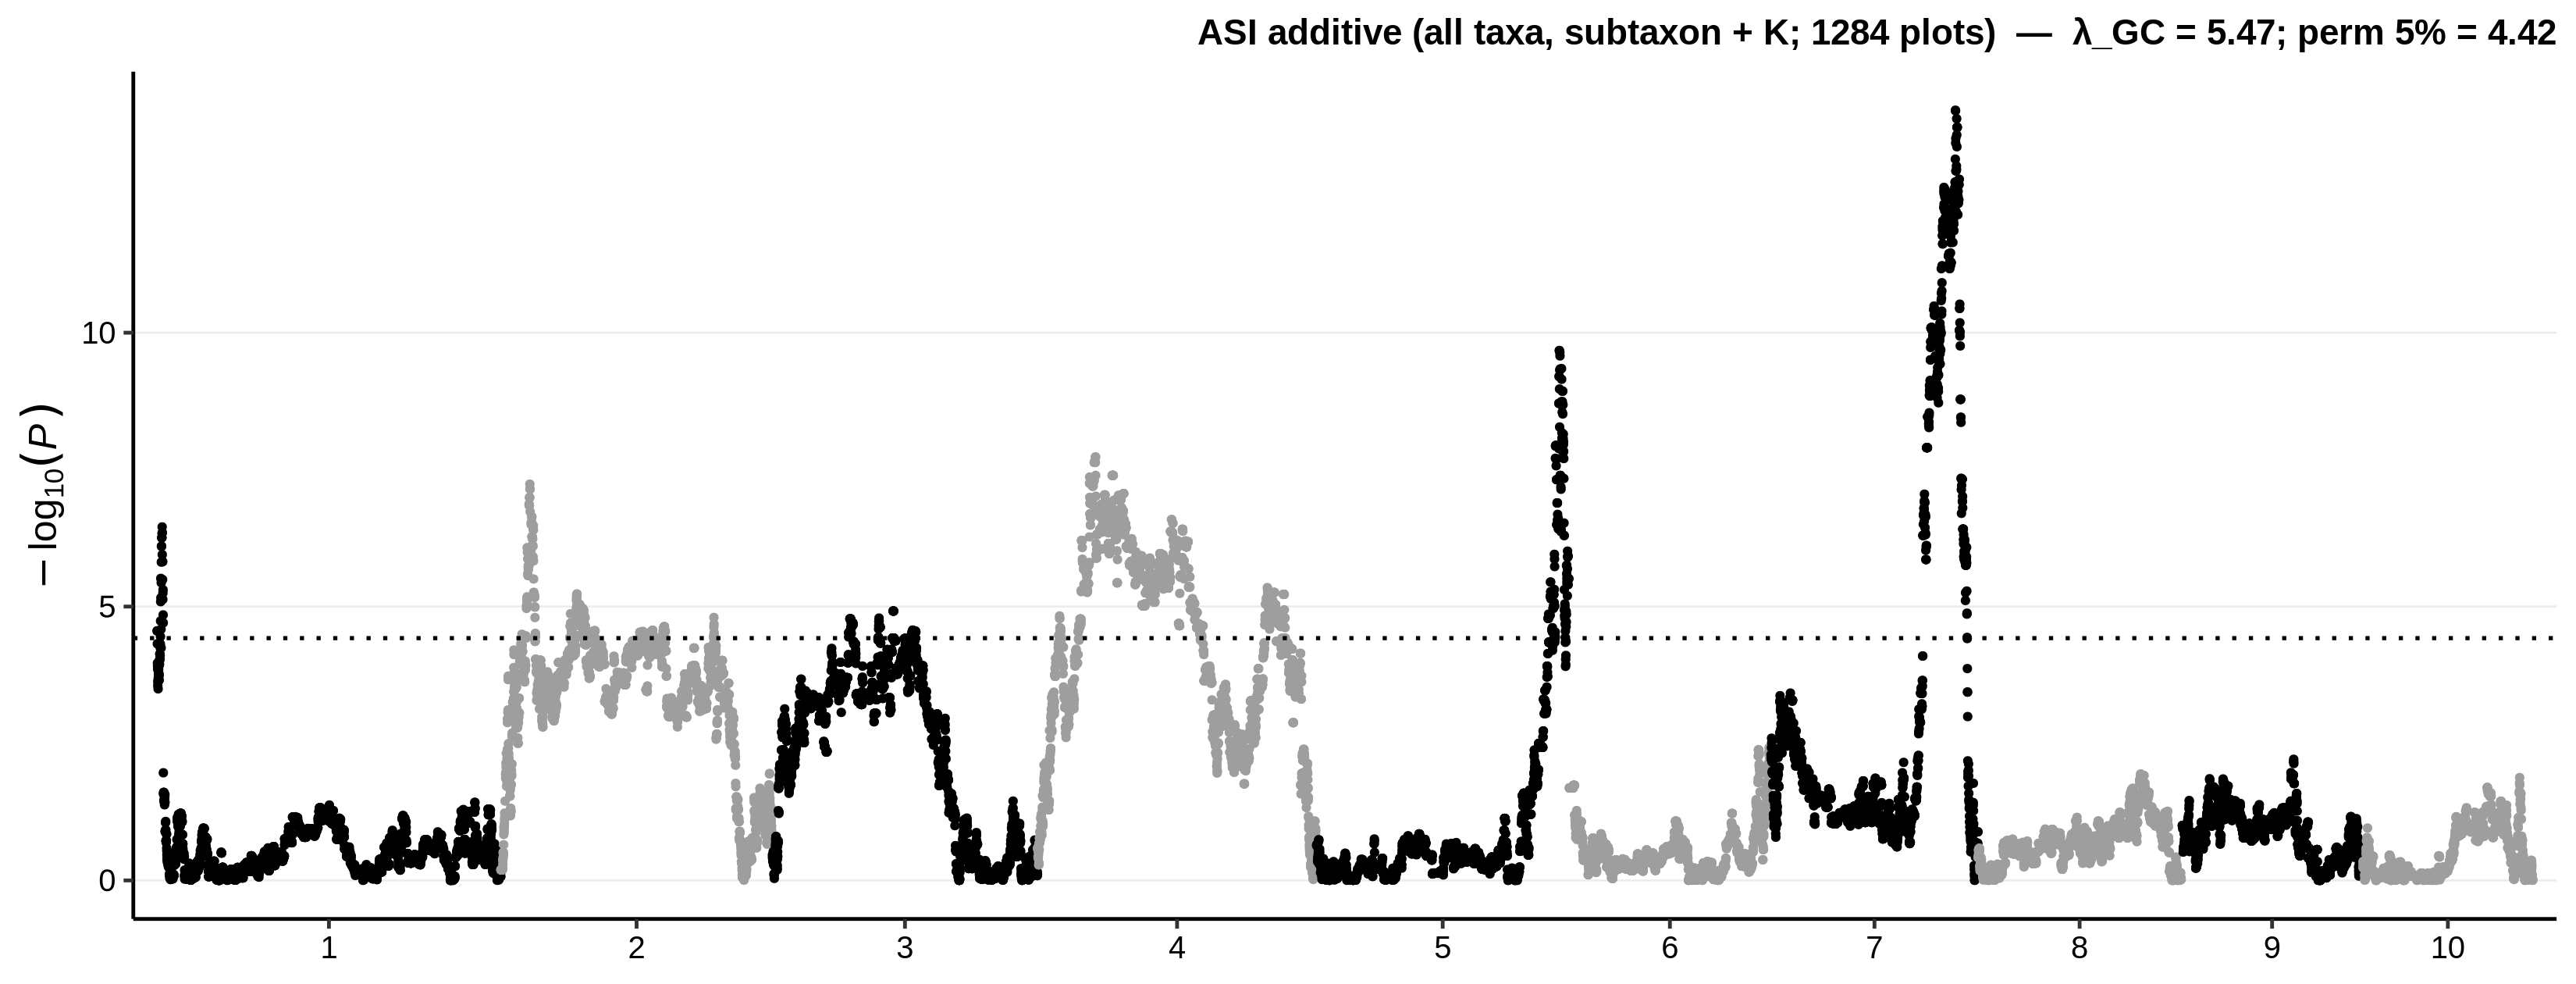 ASI additive (all taxa, subtaxon + K; 1284 plots) — λ_GC = 5.47; perm 5% = 4.42
− log10(P)
10
5
0
1 2 3 4 5 6 7 8 9 10